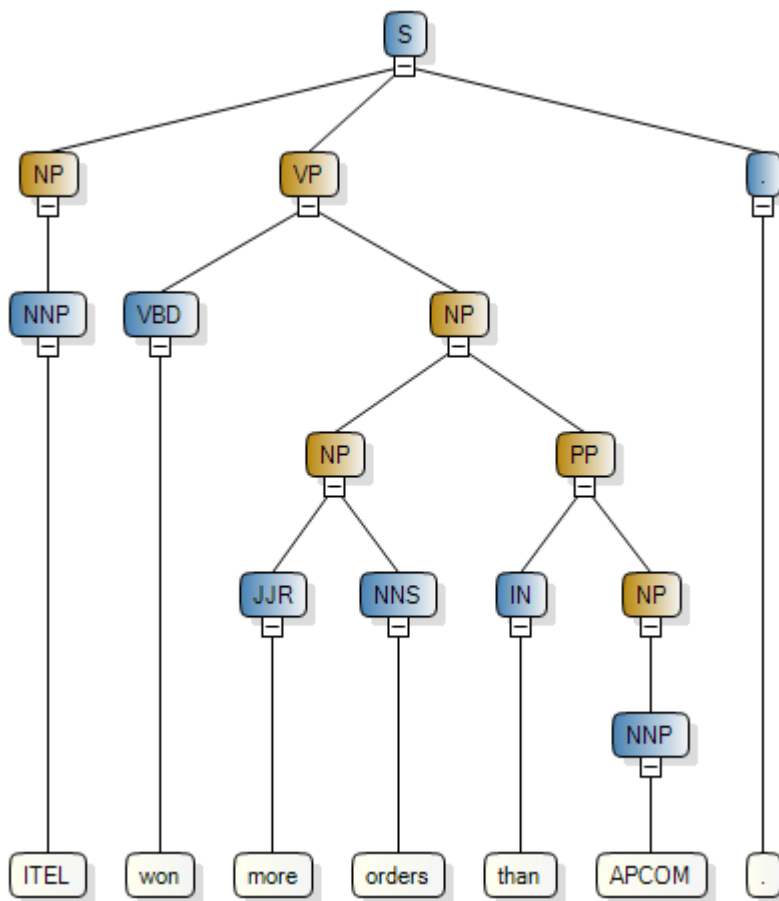 S
NP VP .
NNP VBD NP
NP PP
JJR NNS IN NP
NNP
ITEL won more orders than APCOM .